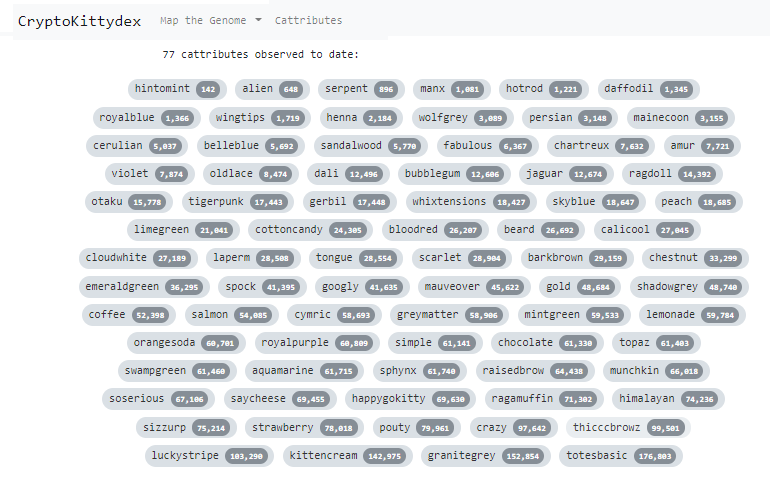 CryptoKittydex Map the Genome Cattributes
77 cattributes observed to date:
hintomint 142 alien 648 serpent 896 manx 1,081 hotrod 1,221 daffodil 1,345
royalblue 1,366 wingtips 1,719 henna 2,184 wolfgrey 3,089 persian 3,148 mainecoon 3,155
cerulian 5,037 belleblue 5,692 sandalwood 5,770 fabulous 6,367 chartreux 7,632 amur 7,721
violet 7,874 oldlace 8,474 dali 12,496 bubblegum 12,606 jaguar 12,674 ragdoll 14,392
otaku 15,778 tigerpunk 17,443 gerbil 17,448 whixtensions 18,427 skyblue 18,647 peach 18,685
limegreen 21,041 cottoncandy 24,305 bloodred 26,207 beard 26,692 calicool 27,045
cloudwhite 27,189 laperm 28,508 tongue 28,554 scarlet 28,904 barkbrown 29,159 chestnut 33,299
emeraldgreen 36,295 spock 41,395 googly 41,635 mauveover 45,622 gold 48,684 shadowgrey 48,740
coffee 52,398 salmon 54,085 cymric 58,693 greymatter 58,906 mintgreen 59,533 lemonade 59,784
orangesoda 60,701 royalpurple 60,809 simple 61,141 chocolate 61,330 topaz 61,403
swampgreen 61,460 aquamarine 61,715 sphynx 61,740 raisedbrow 64,438 munchkin 66,018
soserious 67,106 saycheese 69,455 happygokitty 69,630 ragamuffin 71,302 himalayan 74,236
sizzurp 75,214 strawberry 78,018 pouty 79,961 crazy 97,642 thicccbrowz 99,501
luckystripe 103,290 kittencream 142,975 granitegrey 152,854 totesbasic 176,803